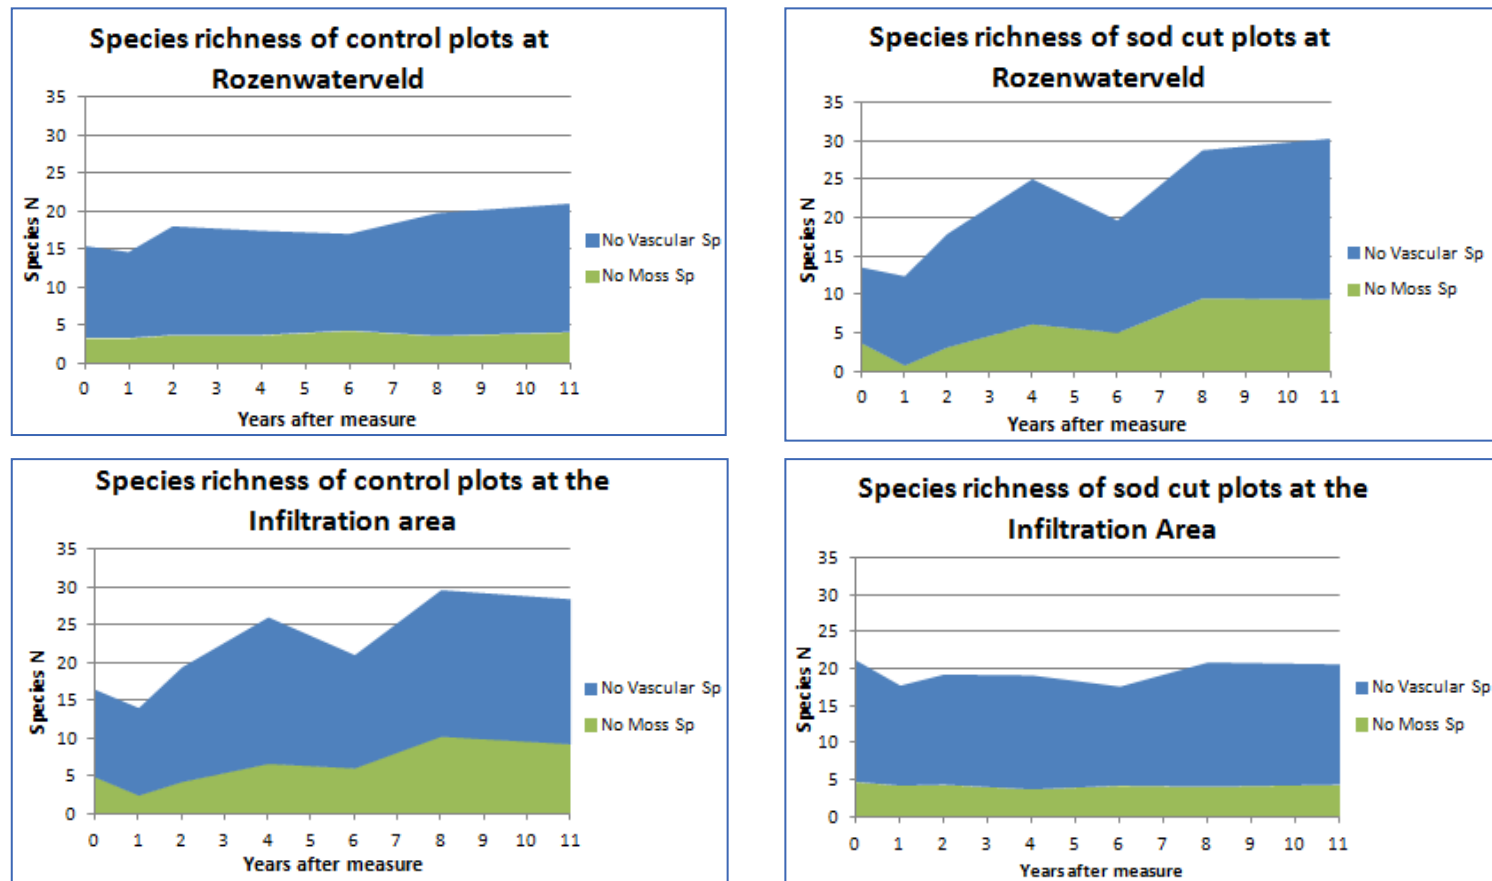 Species richness of control plots at
Rozenwaterveld
35
30
25
20
15
10
5
0
Species N
0 1 2 3 4 5 6 7 8 9 10 11
Years after measure
No Vascular Sp
No Moss Sp
Species richness of sod cut plots at
Rozenwaterveld
35
30
25
20
15
10
5
0
Species N
0 1 2 3 4 5 6 7 8 9 10 11
Years after measure
No Vascular Sp
No Moss Sp
Species richness of control plots at the
Infiltration area
35
30
25
20
15
10
5
0
Species N
0 1 2 3 4 5 6 7 8 9 10 11
Years after measure
No Vascular Sp
No Moss Sp
Species richness of sod cut plots at the
Infiltration Area
35
30
25
20
15
10
5
0
Species N
0 1 2 3 4 5 6 7 8 9 10 11
Years after measure
No Vascular Sp
No Moss Sp